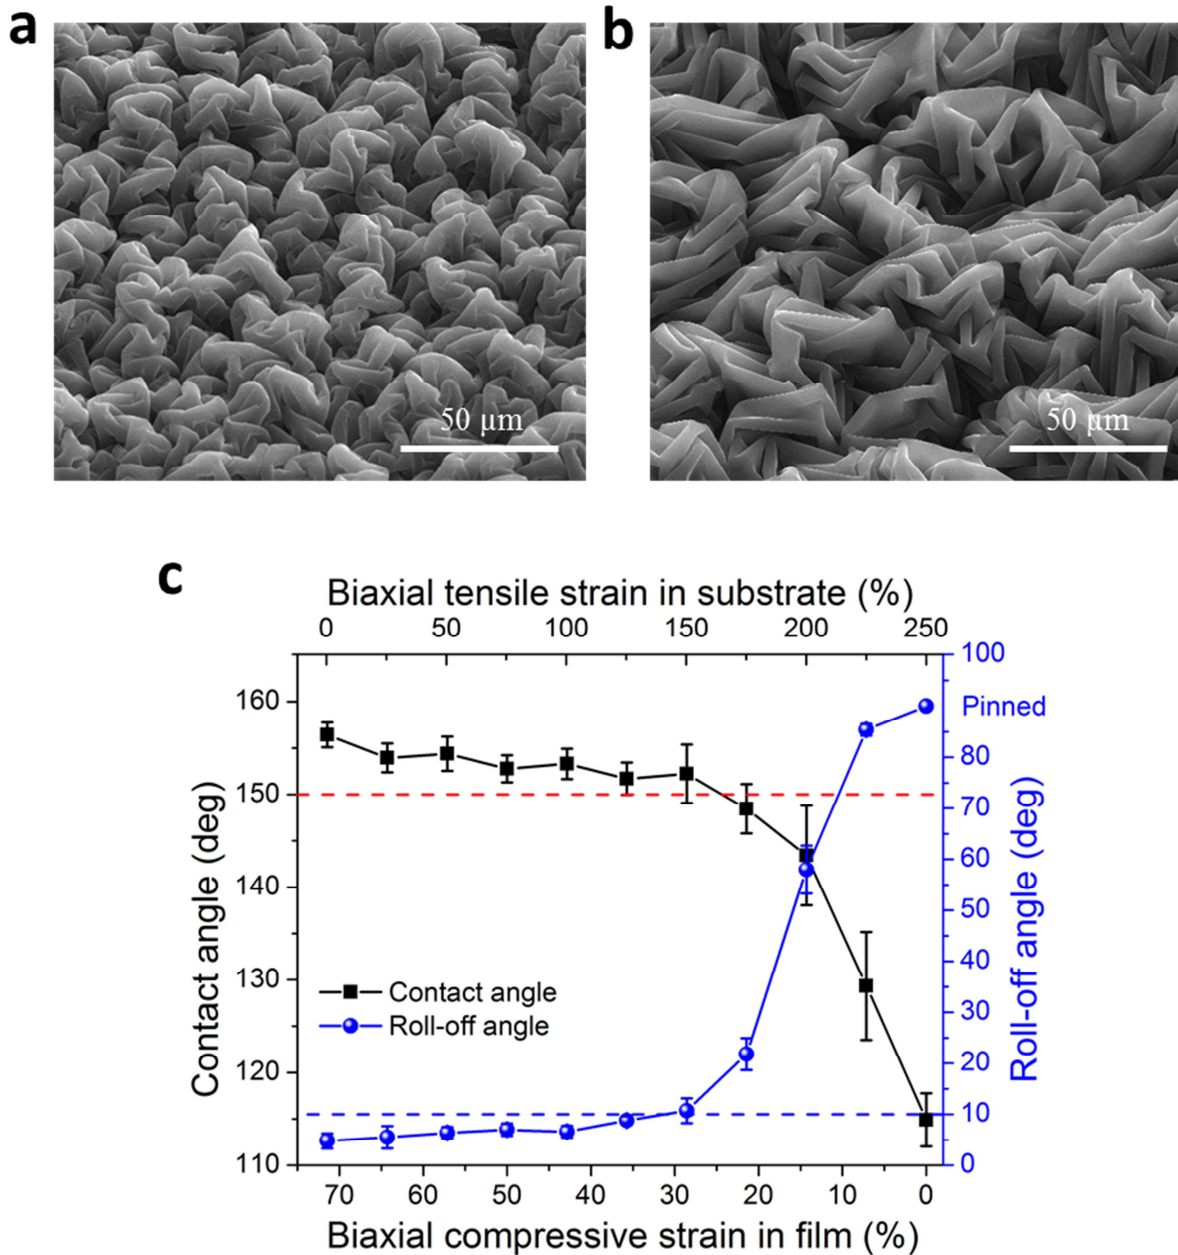 a
b
50 µm
50 µm
c
Biaxial tensile strain in substrate (%)
0 50 100 150 200 250
160
150
140
130
120
110
Contact angle (deg)
100
Pinned
80
70
60
50
40
30
20
10
0
Roll-off angle (deg)
Contact angle
Roll-off angle
70 60 50 40 30 20 10 0
Biaxial compressive strain in film (%)